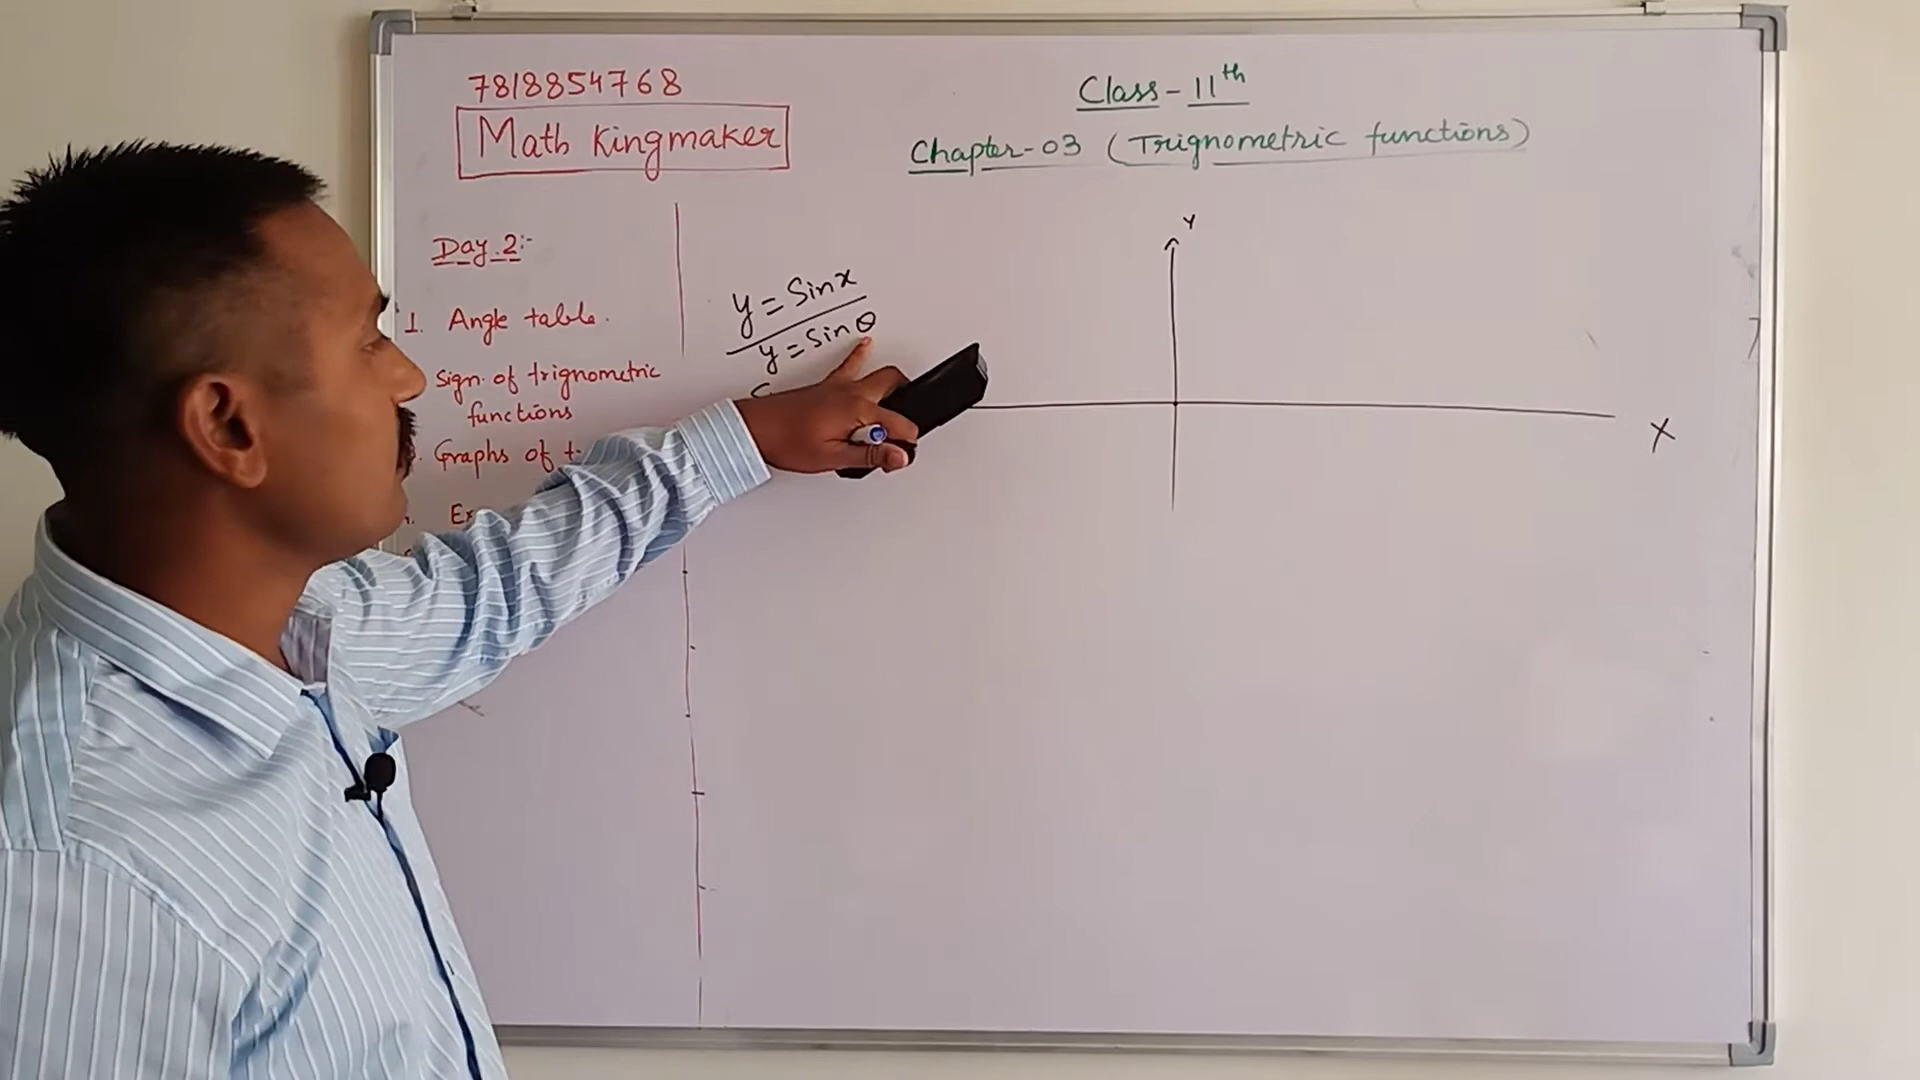 7818854768
Math Kingmaker
Class - 11th
Chapter-03 (Trignometric functions)
Day.2:-
1. Angle table.
Sign. of trignometric
functions
Graphs of
y = Sinx
y = Sin θ
Y
X